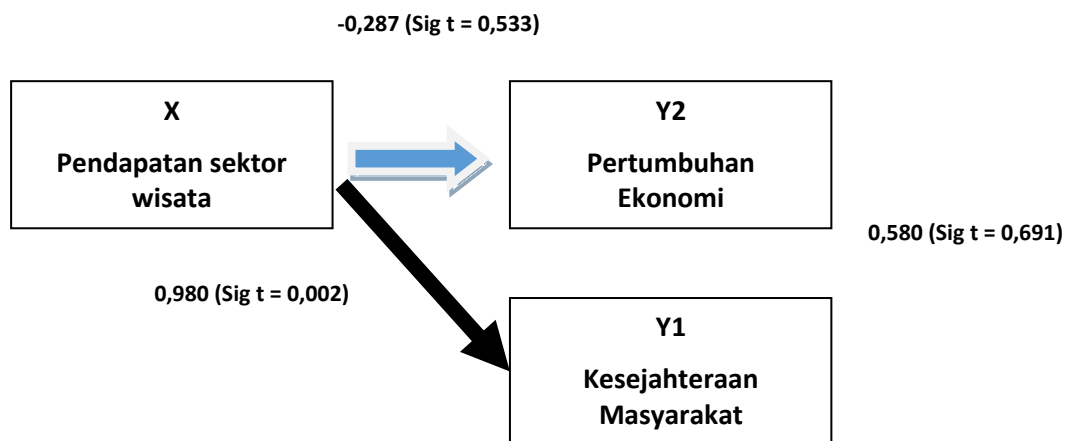 -0,287 (Sig t = 0,533)
X
Pendapatan sektor
wisata
Y2
Pertumbuhan
Ekonomi
0,580 (Sig t = 0,691)
0,980 (Sig t = 0,002)
Y1
Kesejahteraan
Masyarakat